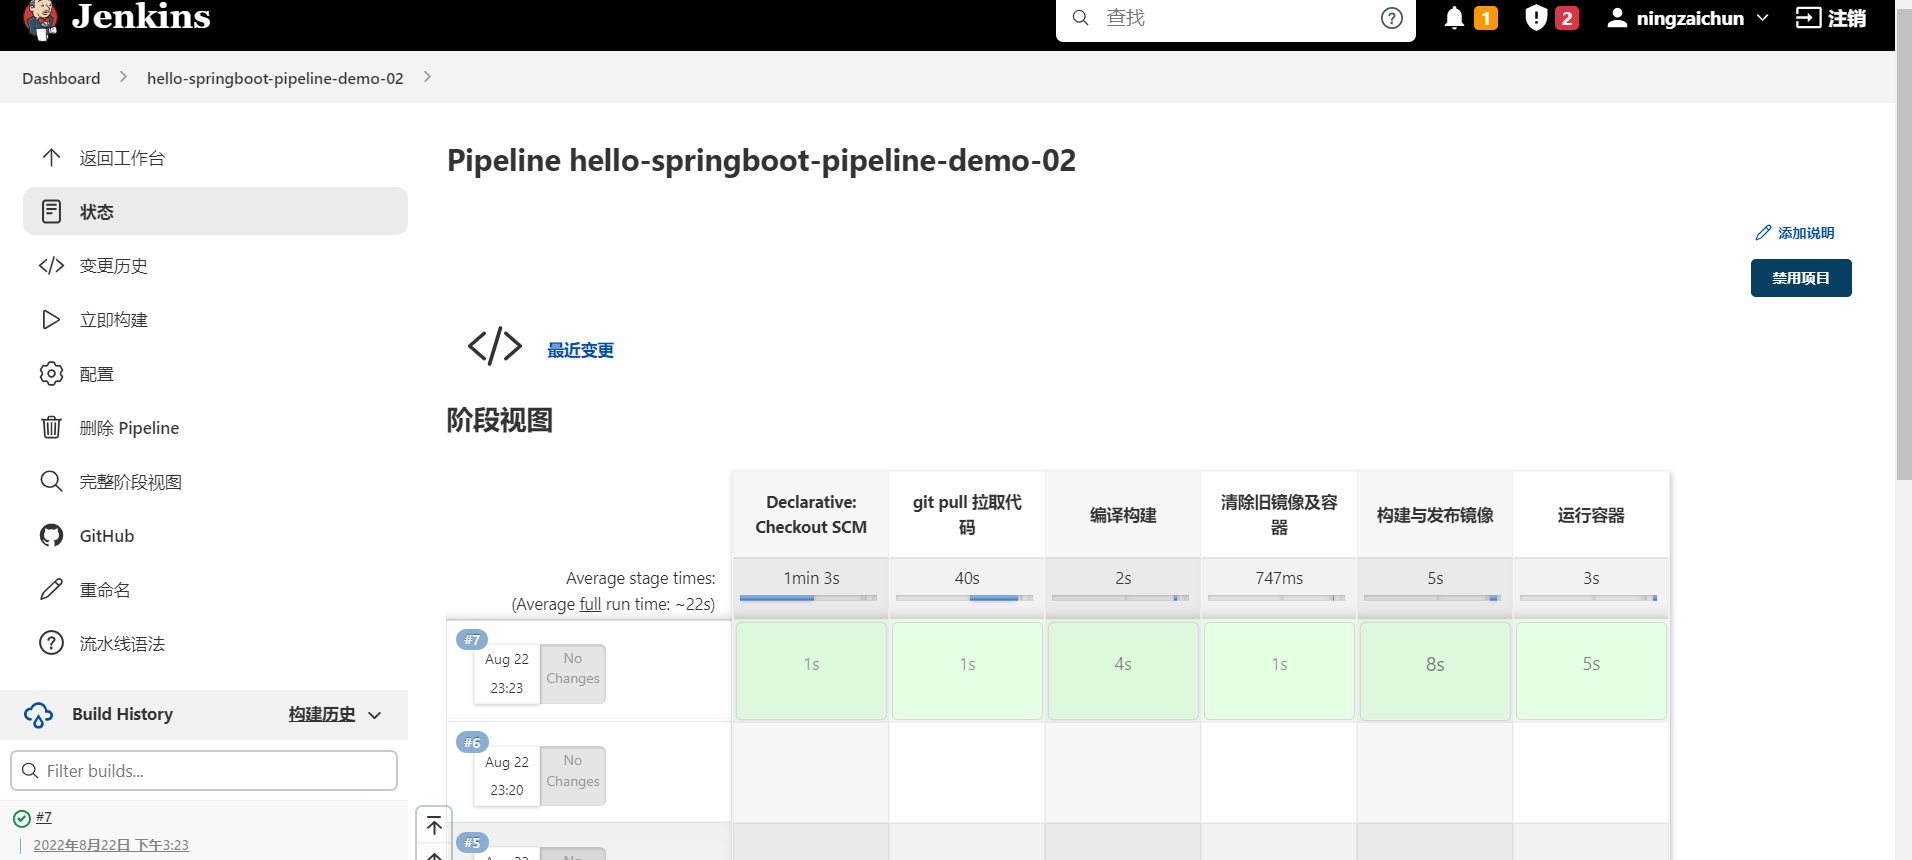 Jenkins
查找
1
2
ningzaichun
注销
Dashboard
hello-springboot-pipeline-demo-02
返回工作台
状态
变更历史
立即构建
配置
删除 Pipeline
完整阶段视图
GitHub
重命名
流水线语法
Build History
构建历史
Filter builds...
#7
2022年8月22日 下午3:23
Pipeline hello-springboot-pipeline-demo-02
添加说明
禁用项目
最近变更
阶段视图
Declarative:
Checkout SCM
git pull 拉取代
码
编译构建
清除旧镜像及容
器
构建与发布镜像
运行容器
Average stage times:
(Average full run time: ~22s)
1min 3s
40s
2s
747ms
5s
3s
#7
Aug 22
23:23
No
Changes
1s
1s
4s
1s
8s
5s
#6
Aug 22
23:20
No
Changes
#5
Aug 22
No